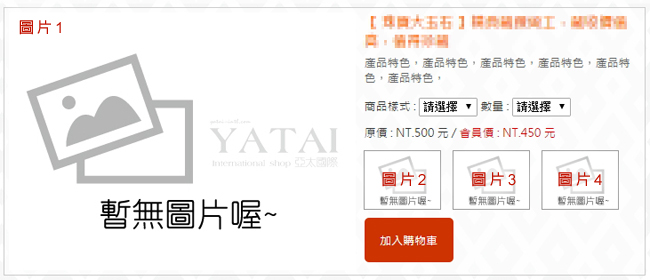 圖片1
暫無圖片喔~
YATAI
International shop 亞太國際
產品特色，產品特色，產品特色，產品特色，產品特
色，產品特色，
商品樣式 : 請選擇 數量 : 請選擇
原價 : NT.500 元 / 會員價 : NT.450 元
圖片2 圖片3 圖片4
暫無圖片喔~ 暫無圖片喔~ 暫無圖片喔~
加入購物車